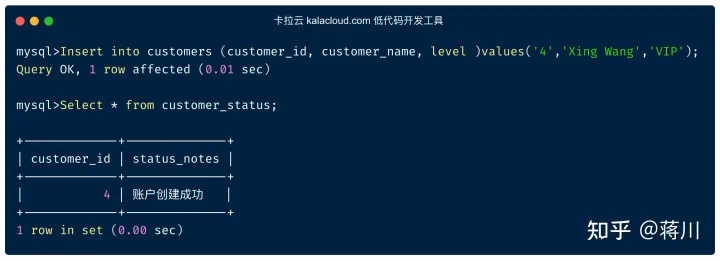 卡拉云 kalacloud.com 低代码开发工具
mysql>Insert into customers (customer_id, customer_name, level )values('4','Xing Wang','VIP');
Query OK, 1 row affected (0.01 sec)
mysql>Select * from customer_status;
+-------------+--------------+
| customer_id | status_notes |
+-------------+--------------+
| 4 | 账户创建成功 |
+-------------+--------------+
1 row in set (0.00 sec)
知乎 @蒋川